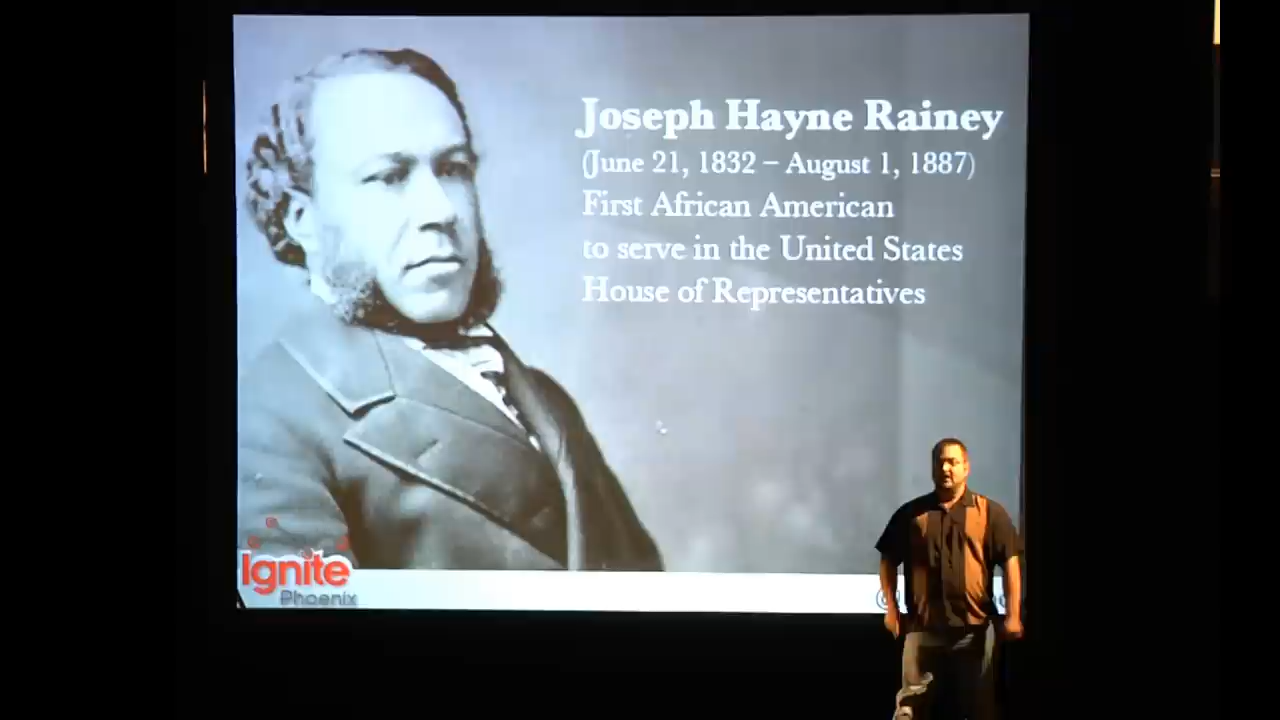 Joseph Hayne Rainey
(June 21, 1832 – August 1, 1887)
First African American
to serve in the United States
House of Representatives
Ignite
Phoenix